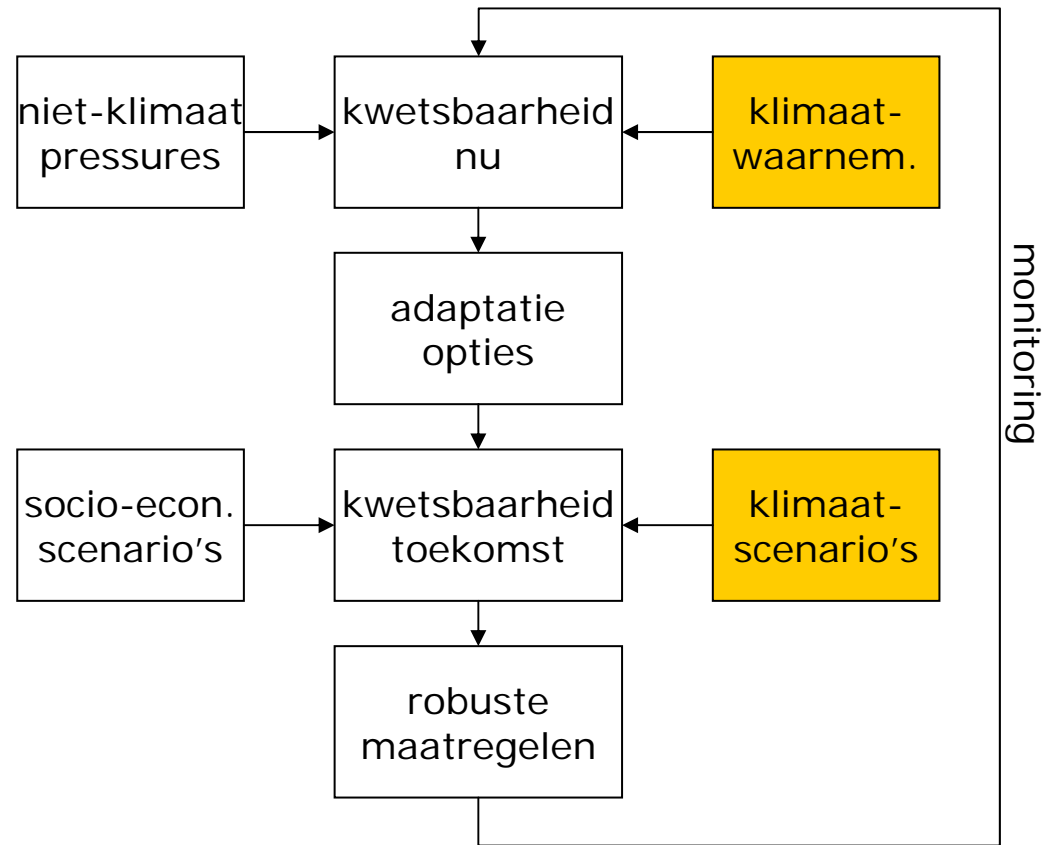 niet-klimaat
pressures
kwetsbaarheid
nu
klimaat-
waarnem.
adaptatie
opties
socio-econ.
scenario's
kwetsbaarheid
toekomst
klimaat-
scenario's
robuste
maatregelen
monitoring